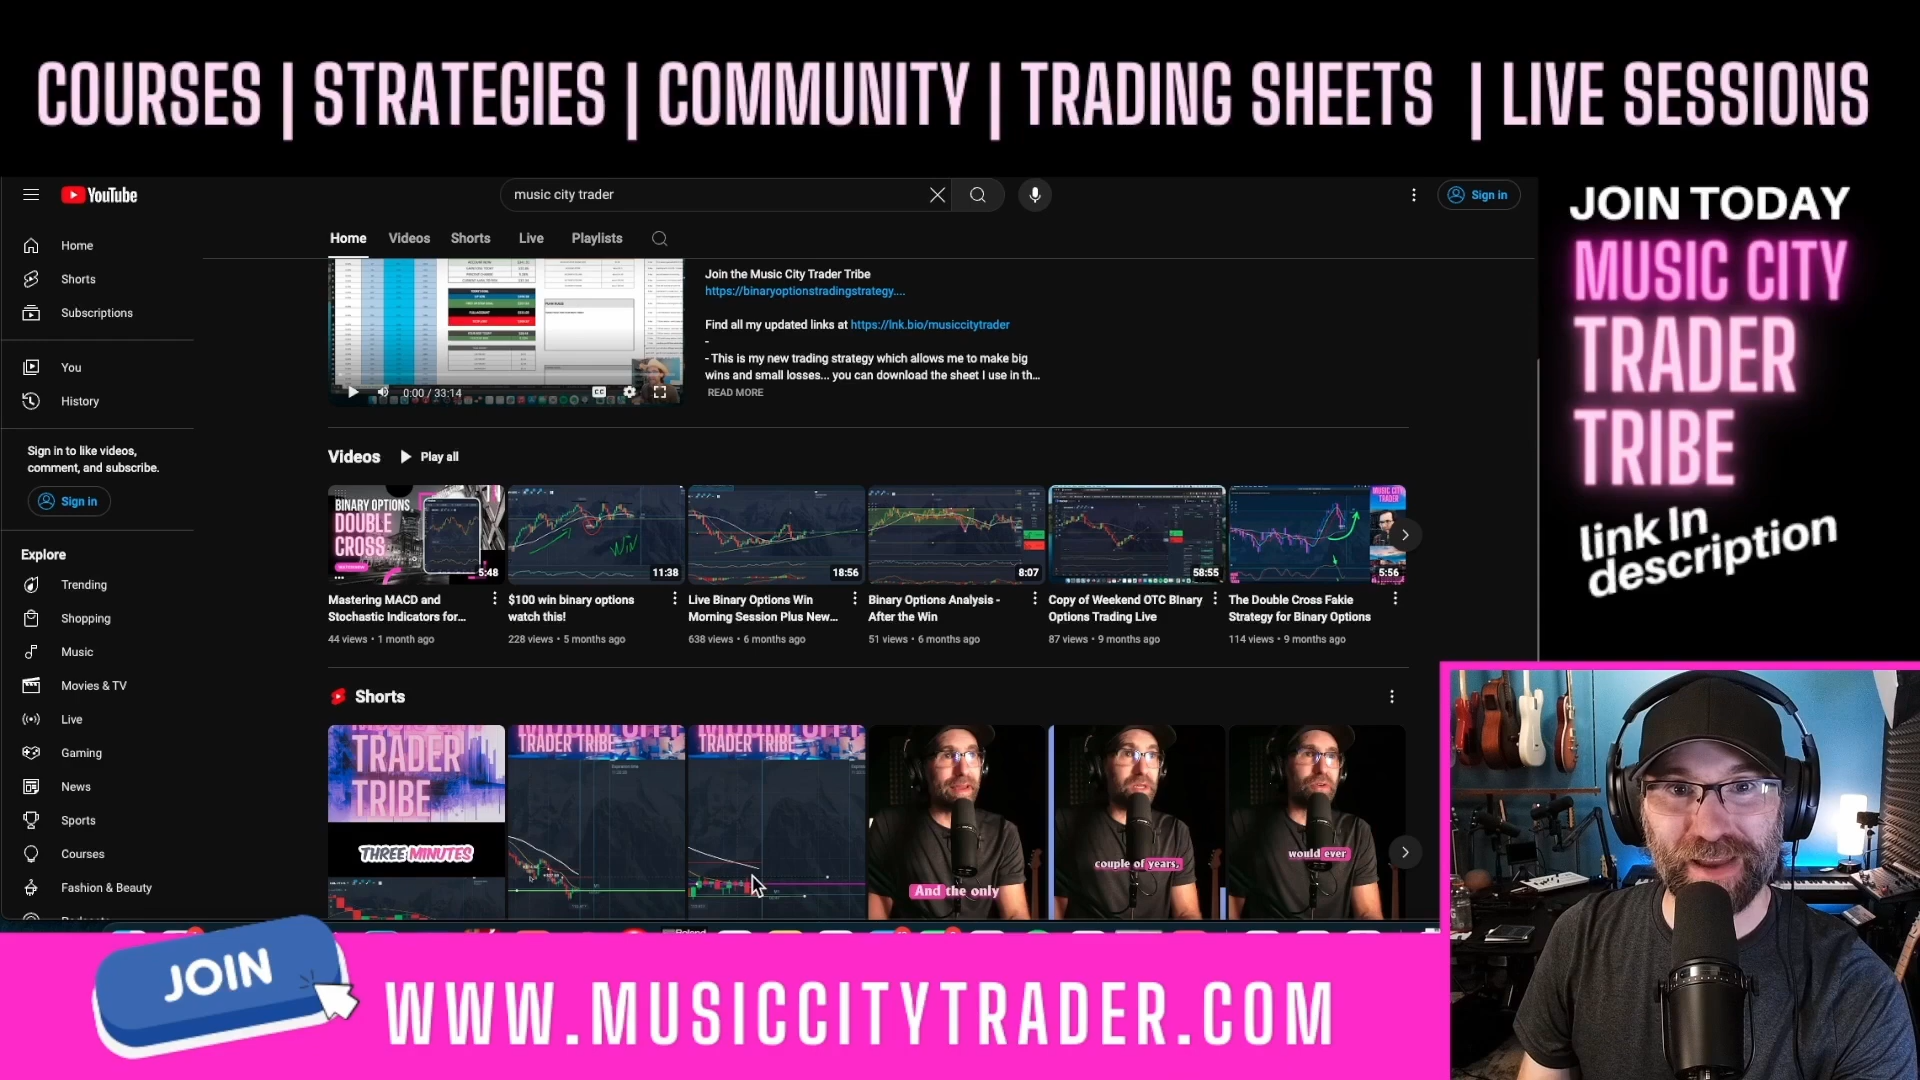 COURSES | STRATEGIES | COMMUNITY | TRADING SHEETS | LIVE SESSIONS
YouTube
music city trader
Sign in
Home
Videos
Shorts
Live
Playlists
Home
Shorts
Subscriptions
You
History
Sign in to like videos,
comment, and subscribe.
Sign in
Explore
Trending
Shopping
Music
Movies & TV
Live
Gaming
News
Sports
Courses
Fashion & Beauty
0:00 / 33:14
Join the Music City Trader Tribe
https://binaryoptionstradingstrategy....
Find all my updated links at https://lnk.bio/musiccitytrader
-
- This is my new trading strategy which allows me to make big
wins and small losses... you can download the sheet I use in th...
READ MORE
Videos
Play all
BINARY OPTIONS
DOUBLE
CROSS
5:48
Mastering MACD and
Stochastic Indicators for...
44 views • 1 month ago
WIN
11:38
$100 win binary options
watch this!
228 views • 5 months ago
18:56
Live Binary Options Win
Morning Session Plus New...
638 views • 6 months ago
8:07
Binary Options Analysis -
After the Win
51 views • 6 months ago
58:55
Copy of Weekend OTC BInary
Options Trading Live
87 views • 9 months ago
MUSIC CITY
TRADER
5:56
The Double Cross Fakie
Strategy for Binary Options
114 views • 9 months ago
Shorts
TRADER
TRIBE
THREE MINUTES
TRADER TRIBE
TRADER TRIBE
And the only
couple of years,
would ever
JOIN TODAY
MUSIC CITY
TRADER
TRIBE
link In
description
JOIN
WWW.MUSICCITYTRADER.COM